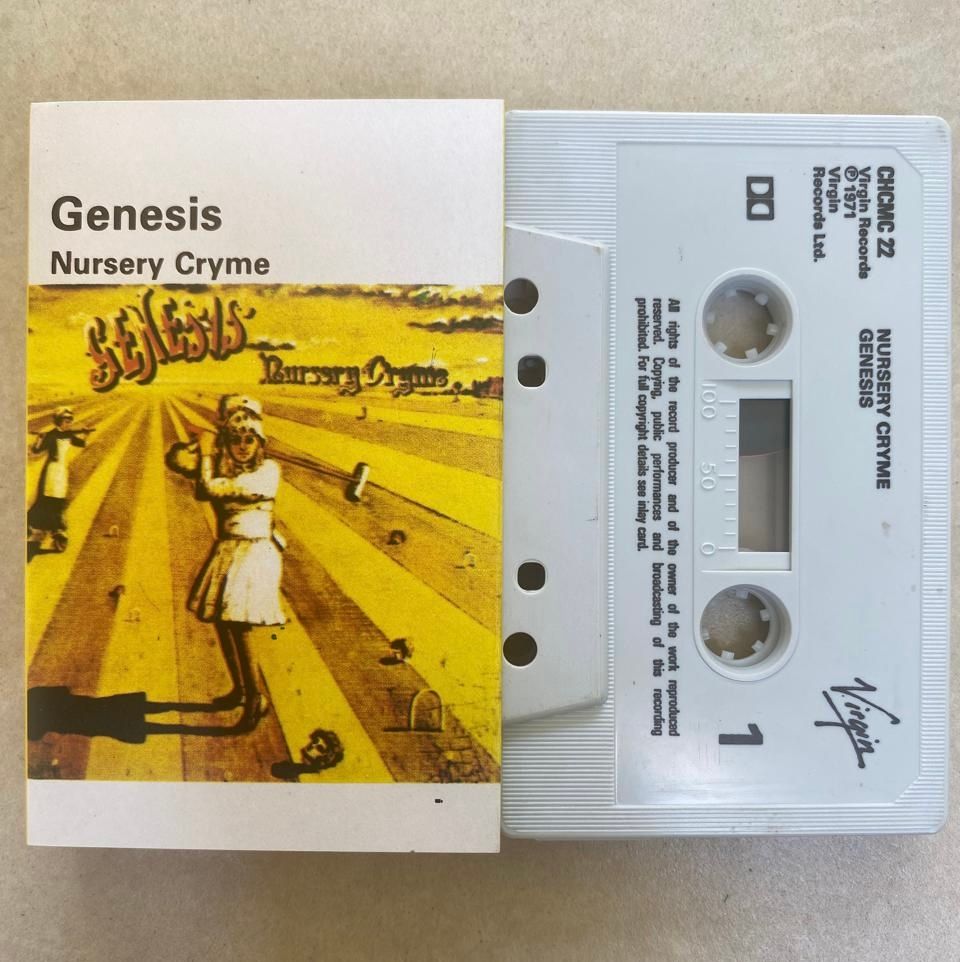 Genesis
Nursery Cryme
GENESIS
Nursery Cryme
CHCMC 22
Virgin Records
℗ 1971
Virgin
Records Ltd.
NURSERY CRYME
GENESIS
All rights of the record producer and of the owner of the work reproduced
reserved. Copying, public performances and broadcasting of this recording
prohibited. For full copyright details see inlay card.
100 50 0
Virgin
1